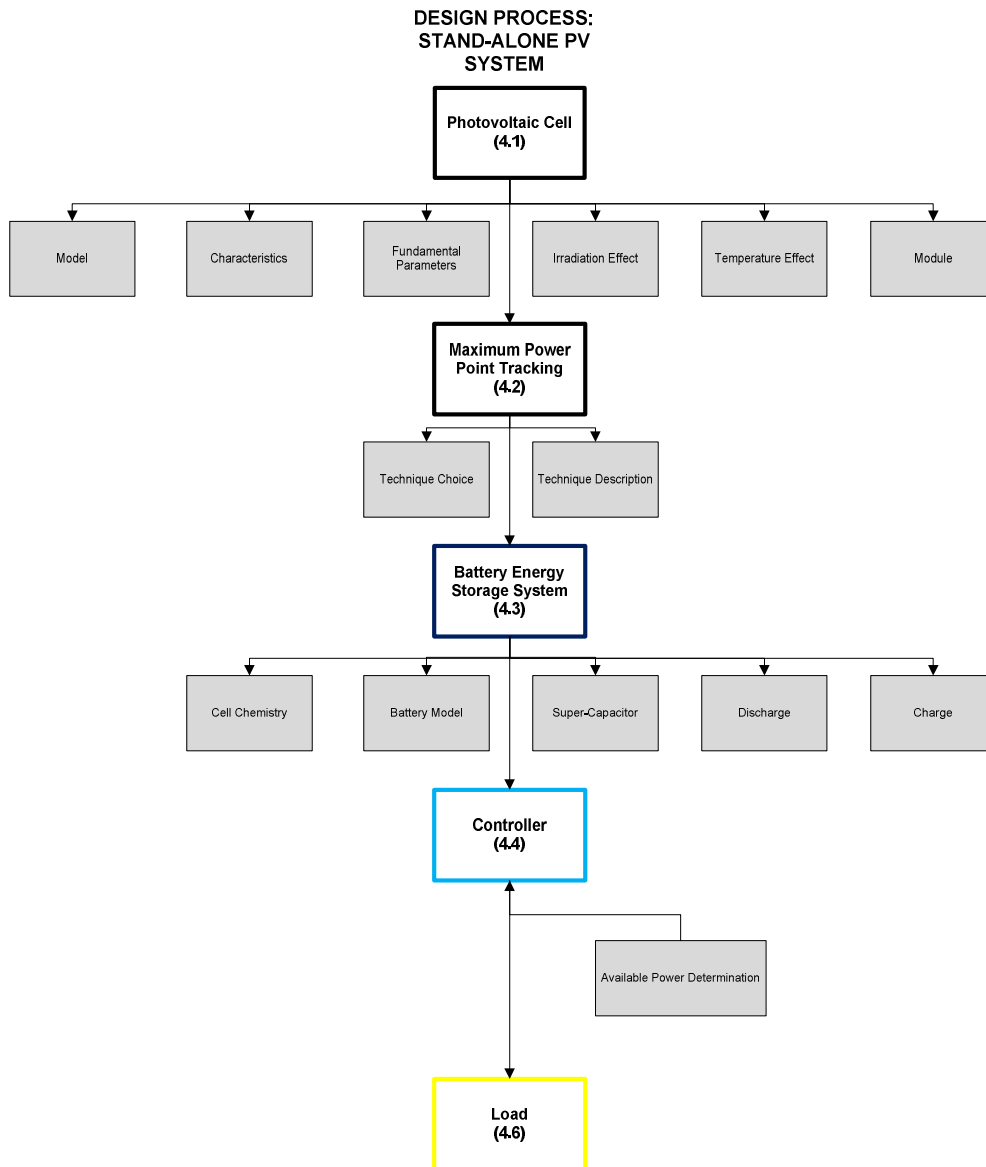 DESIGN PROCESS:
STAND-ALONE PV
SYSTEM
Photovoltaic Cell
(4.1)
Model
Characteristics
Fundamental
Parameters
Irradiation Effect
Temperature Effect
Module
Maximum Power
Point Tracking
(4.2)
Technique Choice
Technique Description
Battery Energy
Storage System
(4.3)
Cell Chemistry
Battery Model
Super-Capacitor
Discharge
Charge
Controller
(4.4)
Available Power Determination
Load
(4.6)